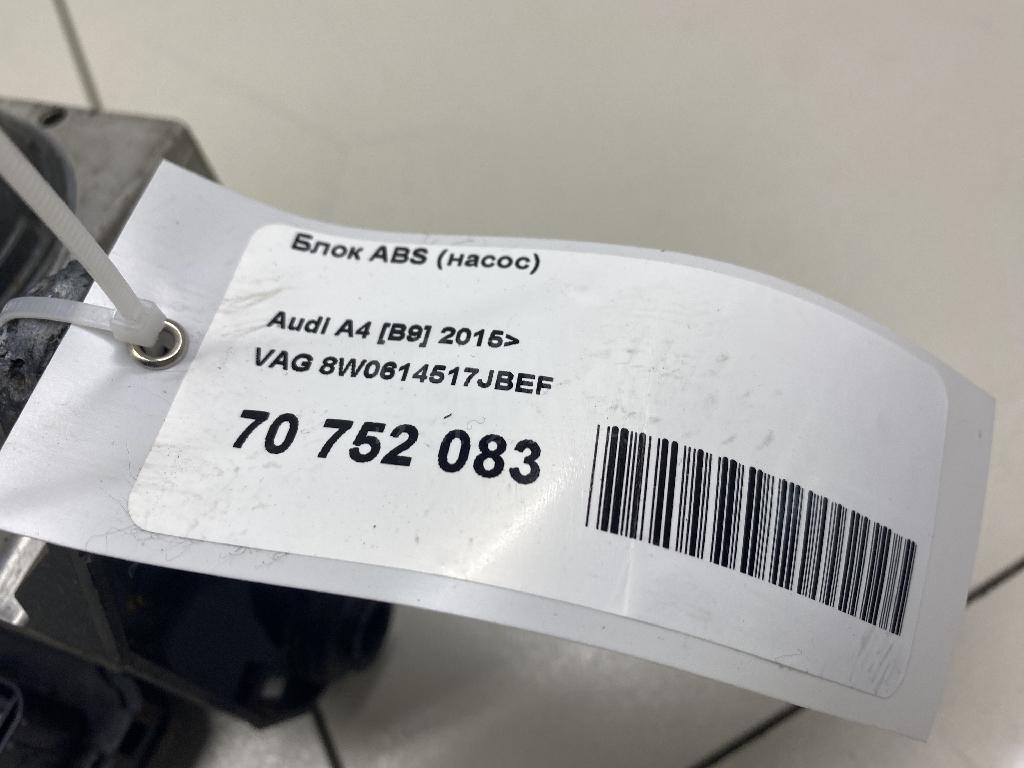 Блок ABS (насос)
Audi A4 [B9] 2015>
VAG 8W0614517JBEF
70 752 083